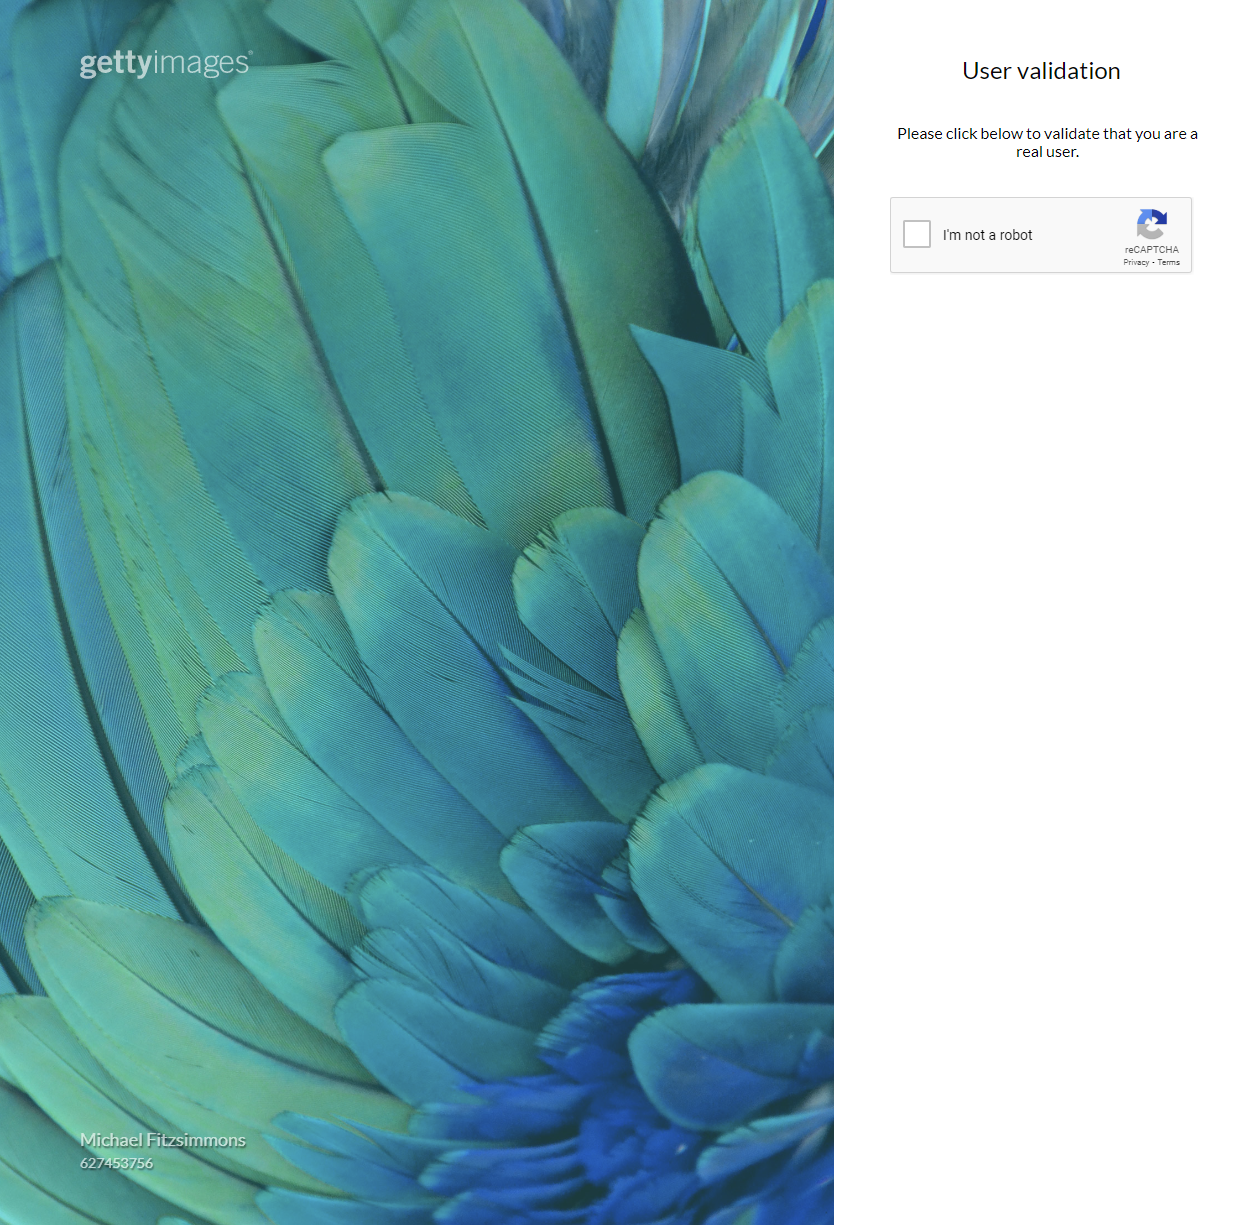 gettyimages®
User validation
Please click below to validate that you are a
real user.
I'm not a robot
reCAPTCHA
Privacy - Terms
Michael Fitzsimmons
627453756